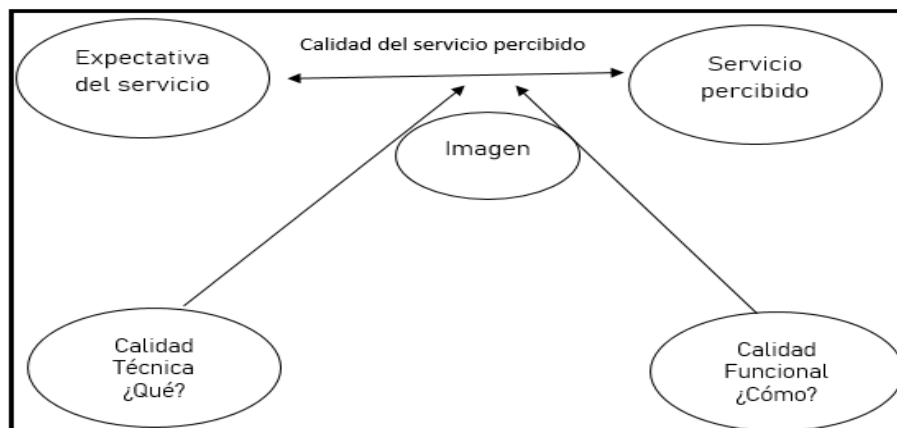 Calidad del servicio percibido
Expectativa
del servicio
Servicio
percibido
Imagen
Calidad
Técnica
¿Qué?
Calidad
Funcional
¿Cómo?